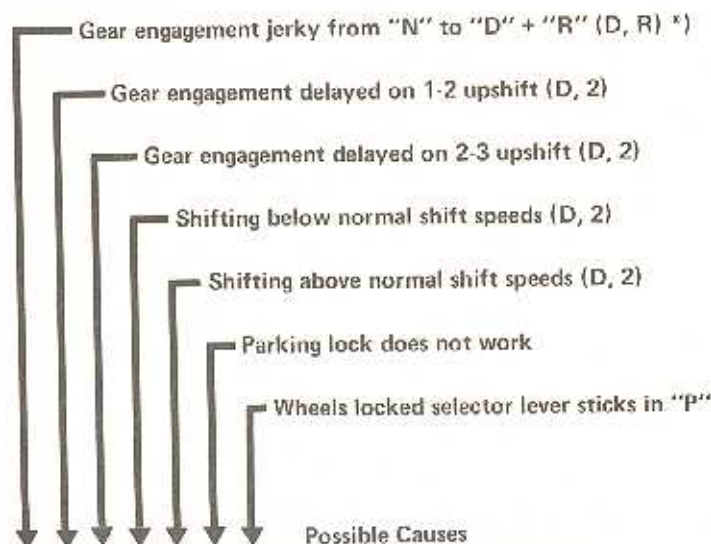 Gear engagement jerky from "N" to "D" + "R" (D, R) x)
Gear engagement delayed on 1-2 upshift (D, 2)
Gear engagement delayed on 2-3 upshift (D, 2)
Shifting below normal shift speeds (D, 2)
Shifting above normal shift speeds (D, 2)
Parking lock does not work
Wheels locked selector lever sticks in "P"
Possible Causes